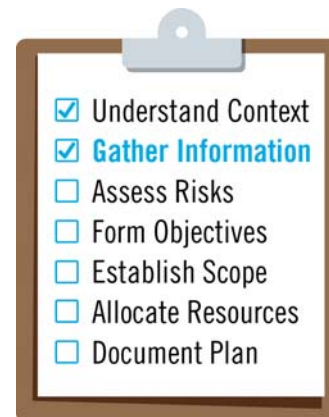 Understand Context
Gather Information
Assess Risks
Form Objectives
Establish Scope
Allocate Resources
Document Plan